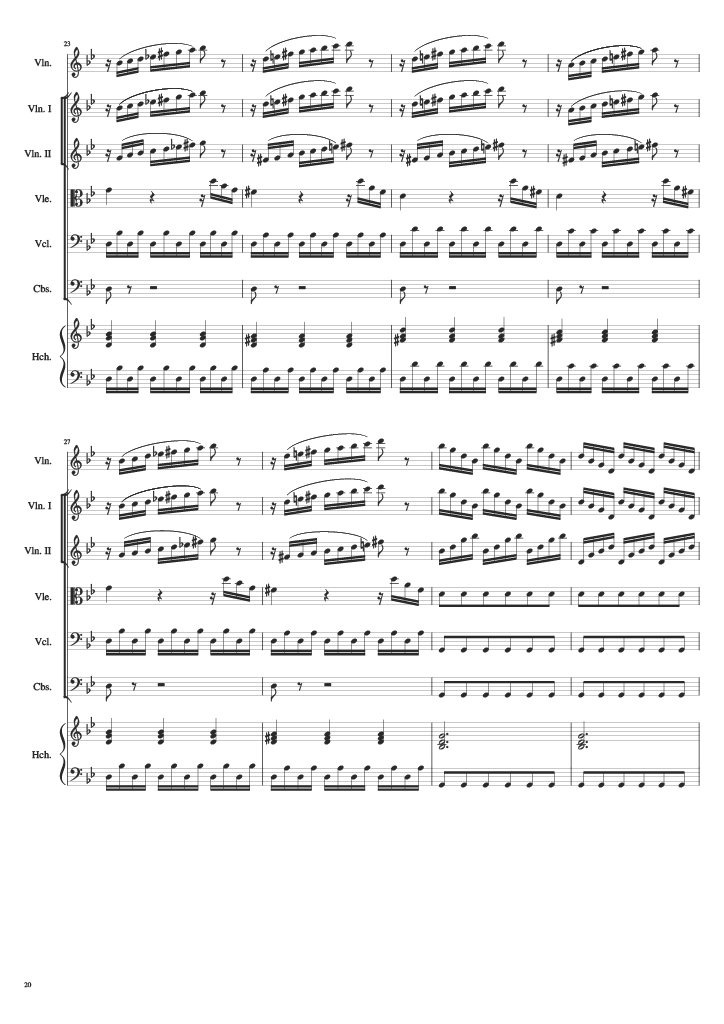 23
Vln.
Vln. I
Vln. II
Vle.
Vcl.
Cbs.
Hch.
27
Vln.
Vln. I
Vln. II
Vle.
Vcl.
Cbs.
Hch.
20